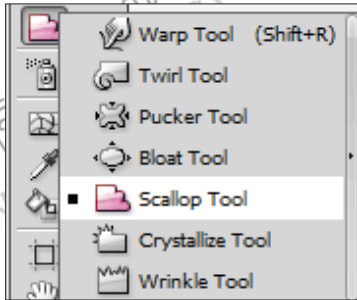 Warp Tool (Shift+R)
Twirl Tool
Pucker Tool
Bloat Tool
Scallop Tool
Crystallize Tool
Wrinkle Tool